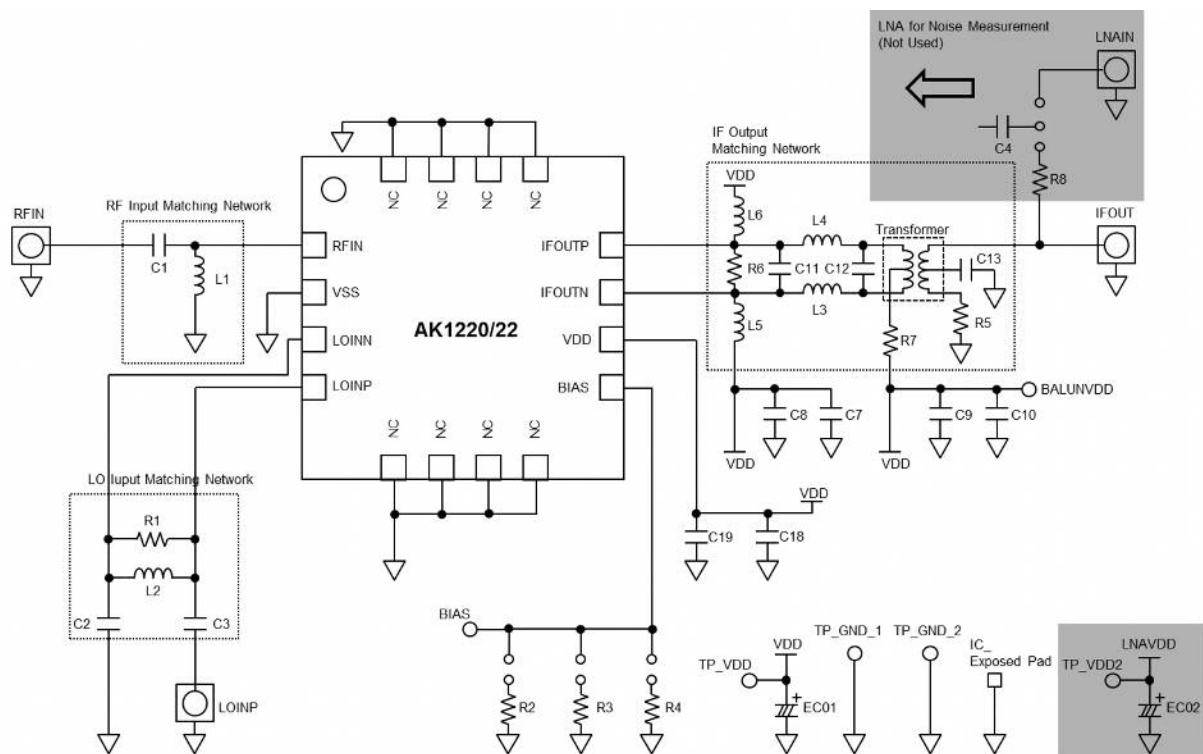 LNA for Noise Measurement
(Not Used)
LNAIN
C4
R8
IF Output
Matching Network
VDD
L6
L4
Transformer
IFOUT
RFIN
RF Input Matching Network
C1
L1
NC
NC
NC
NC
RFIN
VSS
LOINN
LOINP
AK1220/22
IFOUTP
IFOUTN
VDD
BIAS
NC
NC
NC
NC
R6
C11
C12
C13
L3
L5
R7
R5
C8
C7
C9
C10
BALUNVDD
VDD
VDD
LO Iuput Matching Network
R1
L2
C2
C3
LOINP
VDD
C19
C18
BIAS
R2
R3
R4
TP_VDD
VDD
EC01
TP_GND_1
TP_GND_2
IC_
Exposed Pad
LNAVDD
TP_VDD2
EC02